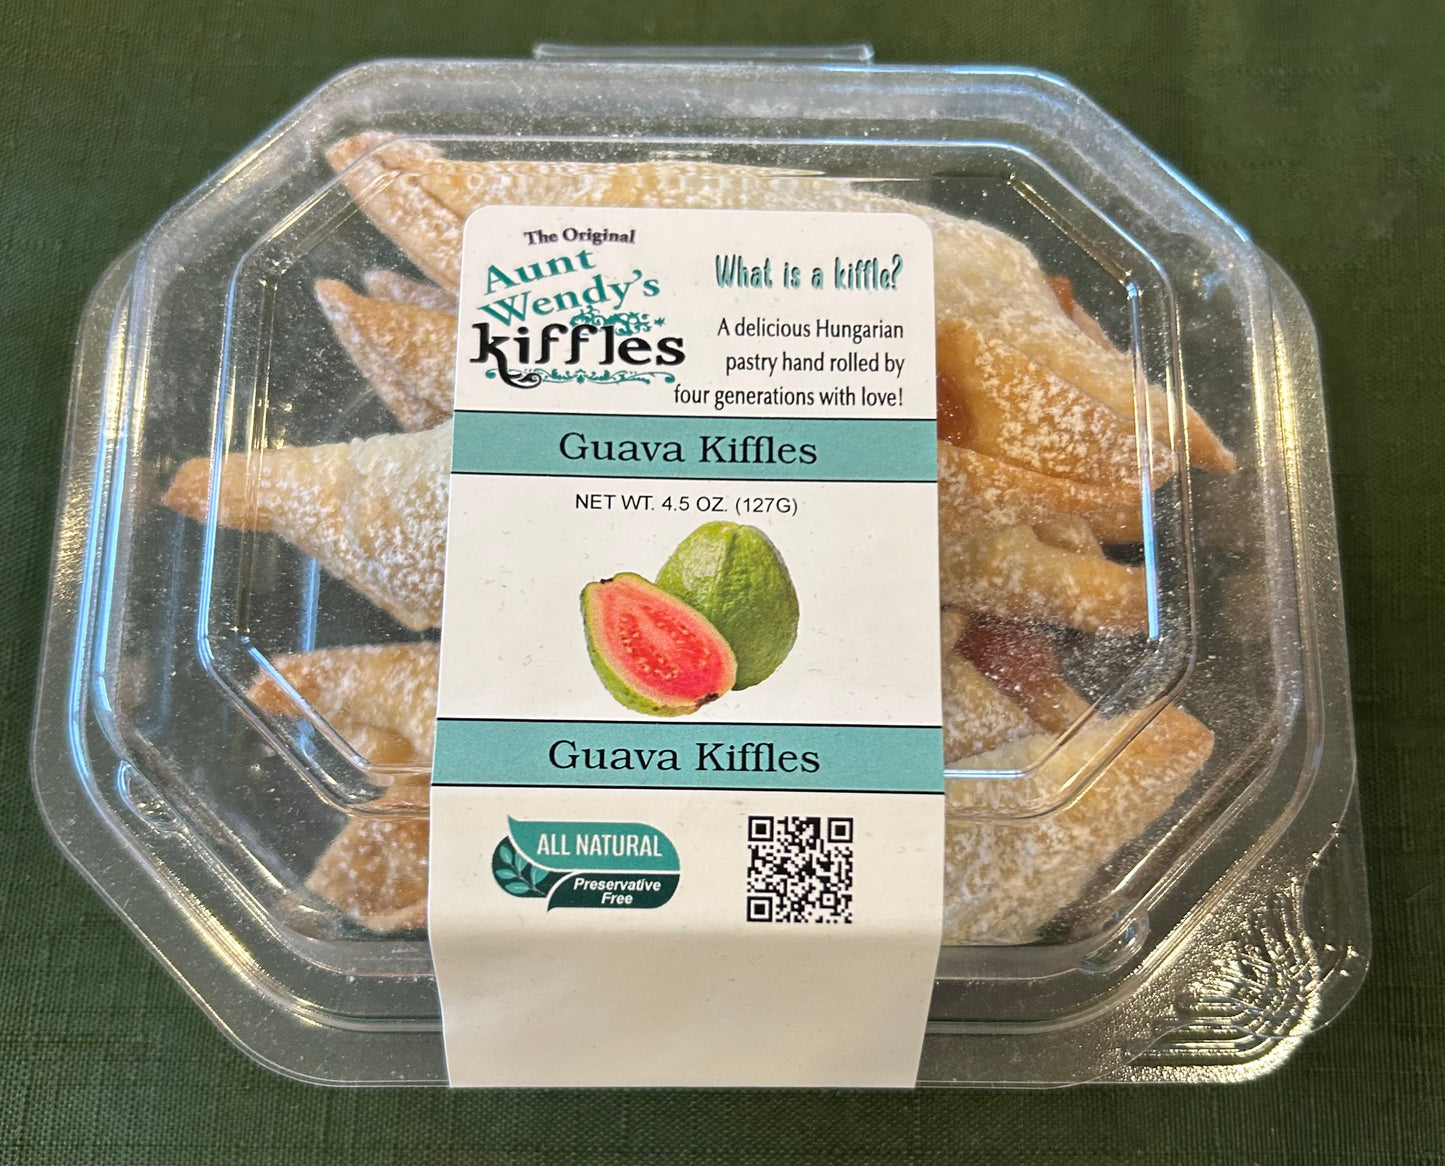 The Original
Aunt
Wendy's
kiffles
What is a kiffle?
A delicious Hungarian
pastry hand rolled by
four generations with love!
Guava Kiffles
NET WT. 4.5 OZ. (127G)
Guava Kiffles
ALL NATURAL
Preservative
Free